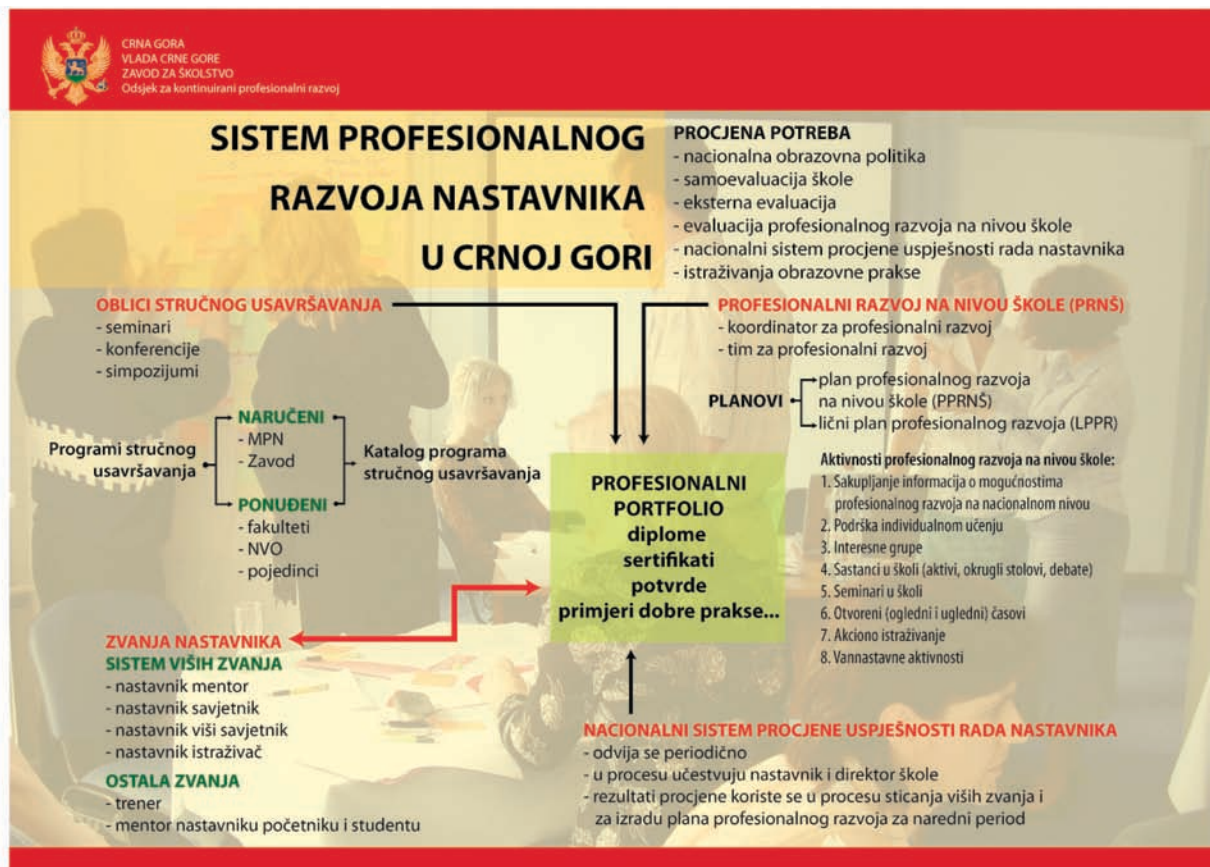 CRNA GORA
VLADA CRNE GORE
ZAVOD ZA ŠKOLSTVO
Odsjek za kontinuirani profesionalni razvoj
SISTEM PROFESIONALNOG
RAZVOJA NASTAVNIKA
U CRNOJ GORI
PROCJENA POTREBA
- nacionalna obrazovna politika
- samoevaluacija škole
- eksterna evaluacija
- evaluacija profesionalnog razvoja na nivou škole
- nacionalni sistem procjene uspješnosti rada nastavnika
- istraživanja obrazovne prakse
OBLICI STRUČNOG USAVRŠAVANJA
- seminari
- konferencije
- simpozijumi
Programi stručnog
usavršavanja
NARUČENI
- MPN
- Zavod
PONUĐENI
- fakulteti
- NVO
- pojedinci
Katalog programa
stručnog usavršavanja
PROFESIONALNI RAZVOJ NA NIVOU ŠKOLE (PRNŠ)
- koordinator za profesionalni razvoj
- tim za profesionalni razvoj
PLANOVI
plan profesionalnog razvoja
na nivou škole (PPRNŠ)
lični plan profesionalnog razvoja (LPPR)
Aktivnosti profesionalnog razvoja na nivou škole:
1. Sakupljanje informacija o mogućnostima
profesionalnog razvoja na nacionalnom nivou
2. Podrška individualnom učenju
3. Interesne grupe
4. Sastanci u školi (aktivi, okrugli stolovi, debate)
5. Seminari u školi
6. Otvoreni (ogledni i ugledni) časovi
7. Akciono istraživanje
8. Vannastavne aktivnosti
PROFESIONALNI
PORTFOLIO
diplome
sertifikati
potvrde
primjeri dobre prakse...
ZVANJA NASTAVNIKA
SISTEM VIŠIH ZVANJA
- nastavnik mentor
- nastavnik savjetnik
- nastavnik viši savjetnik
- nastavnik istraživač
OSTALA ZVANJA
- trener
- mentor nastavniku početniku i studentu
NACIONALNI SISTEM PROCJENE USPJEŠNOSTI RADA NASTAVNIKA
- odvija se periodično
- u procesu učestvuju nastavnik i direktor škole
- rezultati procjene koriste se u procesu sticanja viših zvanja i
za izradu plana profesionalnog razvoja za naredni period